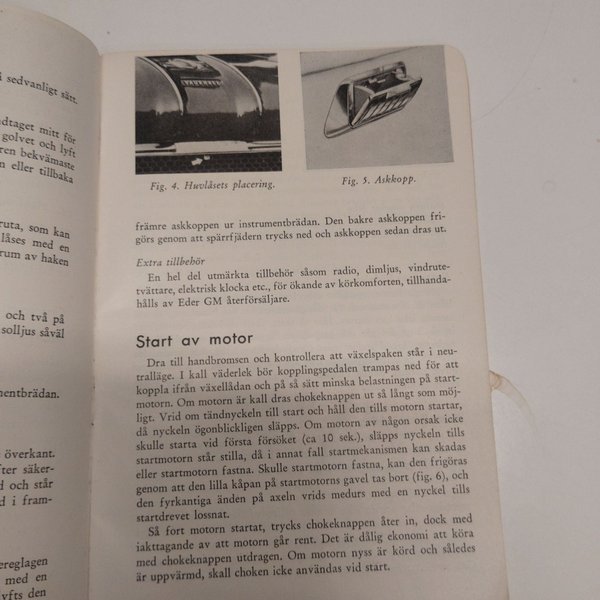 i sedvanligt sätt.
dtaget mitt för
golvet och lyft
ren bekvämaste
n eller tillbaka
ruta, som kan
låses med en
rum av haken
och två på
solljus såväl
mentbrädan.
överkant.
fter säker-
d och står
d i fram-
ereglagen
med en
lyfts den
VAUXHALL
Fig. 4. Huvlåsets placering.
Fig. 5. Askkopp.
främre askkoppen ur instrumentbrädan. Den bakre askkoppen fri-
görs genom att spärrfjädern trycks ned och askkoppen sedan dras ut.
Extra tillbehör
En hel del utmärkta tillbehör såsom radio, dimljus, vindrute-
tvättare, elektrisk klocka etc., för ökande av körkomforten, tillhanda-
hålls av Eder GM återförsäljare.
Start av motor
Dra till handbromsen och kontrollera att växelspaken står i neu-
tralläge. I kall väderlek bör kopplingspedalen trampas ned för att
koppla ifrån växellådan och på så sätt minska belastningen på start-
motorn. Om motorn är kall dras chokeknappen ut så långt som möj-
ligt. Vrid om tändnyckeln till start och håll den tills motorn startar,
då nyckeln ögonblickligen släpps. Om motorn av någon orsak icke
skulle starta vid första försöket (ca 10 sek.), släpps nyckeln tills
startmotorn står stilla, då i annat fall startmekanismen kan skadas
eller startmotorn fastna. Skulle startmotorn fastna, kan den frigöras
genom att den lilla kåpan på startmotorns gavel tas bort (fig. 6), och
den fyrkantiga änden på axeln vrids medurs med en nyckel tills
startdrevet lossnat.
Så fort motorn startat, trycks chokeknappen åter in, dock med
iakttagande av att motorn går rent. Det är dålig ekonomi att köra
med chokeknappen utdragen. Om motorn nyss är körd och således
är uppvärmd, skall choken icke användas vid start.